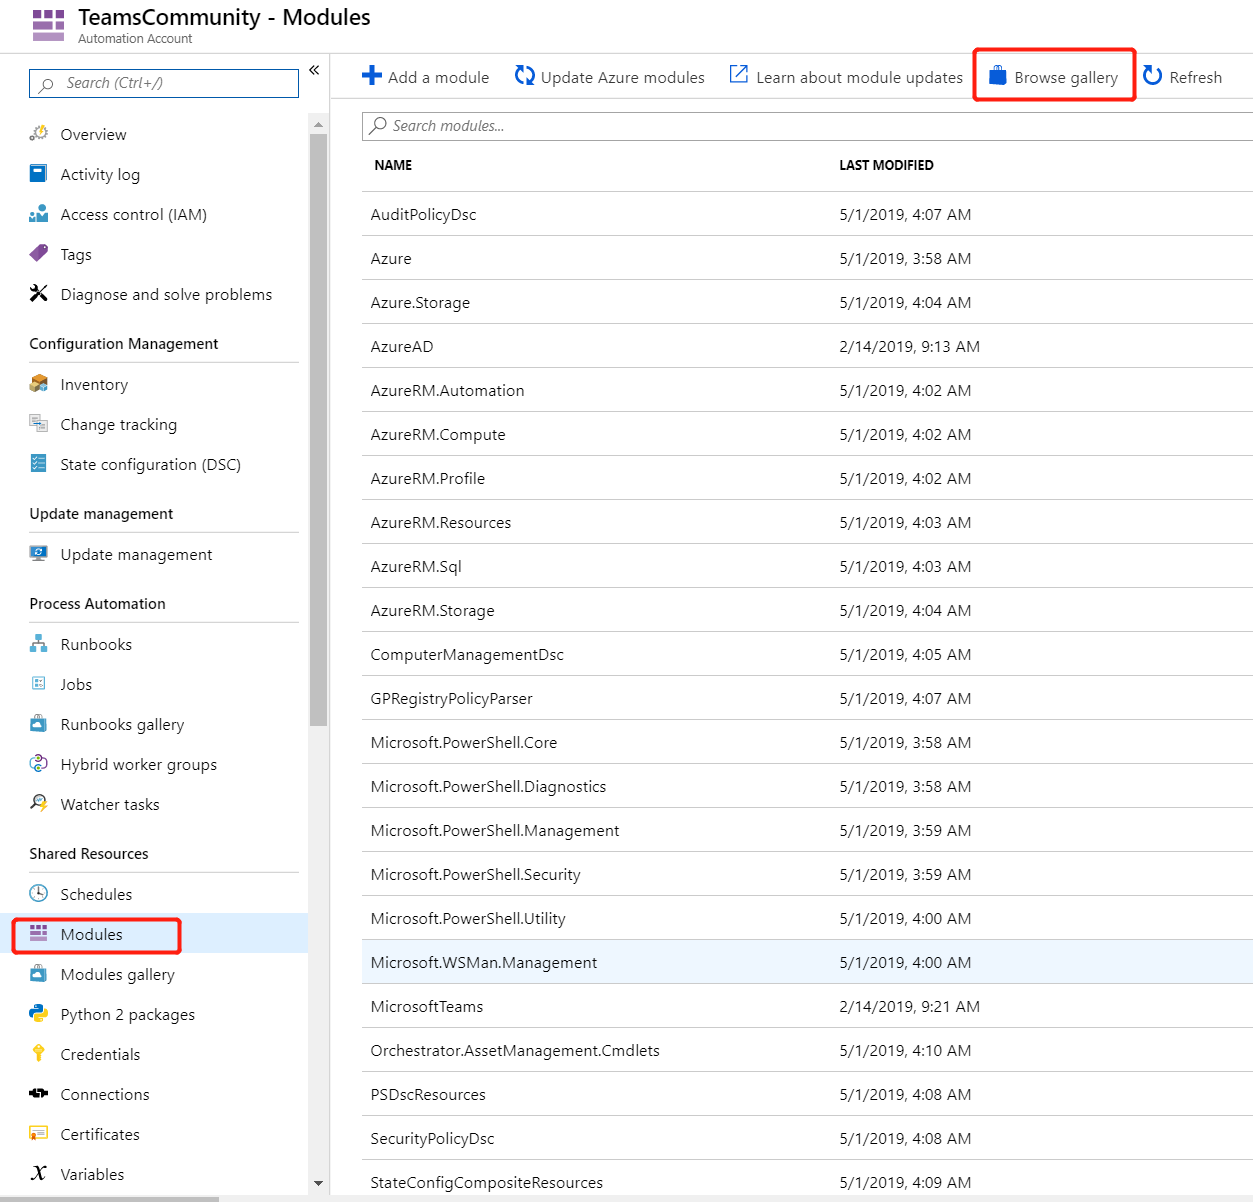 TeamsCommunity - Modules
Automation Account
Search (Ctrl+/)
«
Overview
Activity log
Access control (IAM)
Tags
Diagnose and solve problems
Configuration Management
Inventory
Change tracking
State configuration (DSC)
Update management
Update management
Process Automation
Runbooks
Jobs
Runbooks gallery
Hybrid worker groups
Watcher tasks
Shared Resources
Schedules
Modules
Modules gallery
Python 2 packages
Credentials
Connections
Certificates
Variables
Add a module Update Azure modules Learn about module updates Browse gallery Refresh
Search modules...
NAME LAST MODIFIED
AuditPolicyDsc 5/1/2019, 4:07 AM
Azure 5/1/2019, 3:58 AM
Azure.Storage 5/1/2019, 4:04 AM
AzureAD 2/14/2019, 9:13 AM
AzureRM.Automation 5/1/2019, 4:02 AM
AzureRM.Compute 5/1/2019, 4:02 AM
AzureRM.Profile 5/1/2019, 4:02 AM
AzureRM.Resources 5/1/2019, 4:03 AM
AzureRM.Sql 5/1/2019, 4:03 AM
AzureRM.Storage 5/1/2019, 4:04 AM
ComputerManagementDsc 5/1/2019, 4:05 AM
GPRegistryPolicyParser 5/1/2019, 4:07 AM
Microsoft.PowerShell.Core 5/1/2019, 3:58 AM
Microsoft.PowerShell.Diagnostics 5/1/2019, 3:58 AM
Microsoft.PowerShell.Management 5/1/2019, 3:59 AM
Microsoft.PowerShell.Security 5/1/2019, 3:59 AM
Microsoft.PowerShell.Utility 5/1/2019, 4:00 AM
Microsoft.WSMan.Management 5/1/2019, 4:00 AM
MicrosoftTeams 2/14/2019, 9:21 AM
Orchestrator.AssetManagement.Cmdlets 5/1/2019, 4:10 AM
PSDscResources 5/1/2019, 4:08 AM
SecurityPolicyDsc 5/1/2019, 4:08 AM
StateConfigCompositeResources 5/1/2019, 4:09 AM